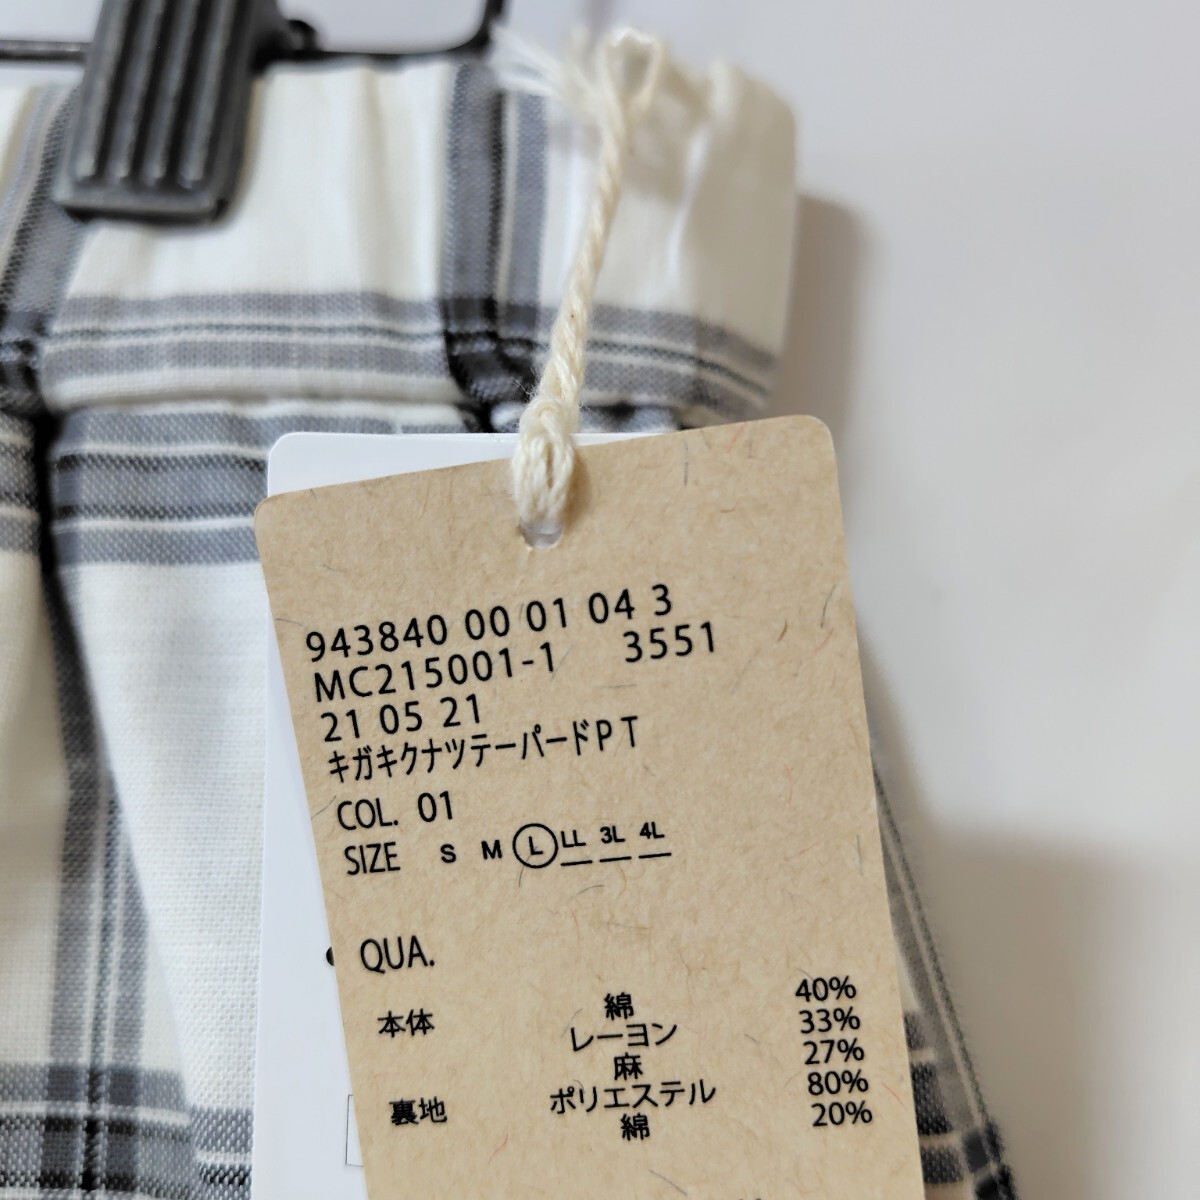 943840 00 01 04 3
MC215001-1 3551
21 05 21
キガキクナツテーパードPT
COL. 01
SIZE S M L LL 3L 4L
QUA.
本体 綿 40%
レーヨン 33%
麻 27%
裏地 ポリエステル 80%
綿 20%